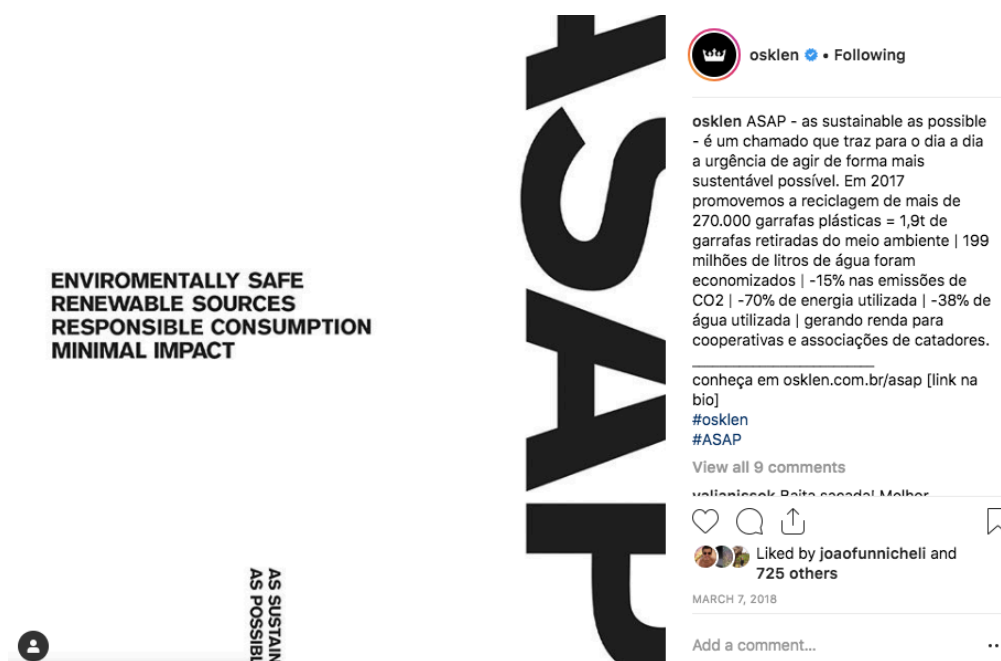 ASAP
ENVIROMENTALLY SAFE
RENEWABLE SOURCES
RESPONSIBLE CONSUMPTION
MINIMAL IMPACT
AS SUSTAIN
AS POSSIBL
osklen • Following
osklen ASAP - as sustainable as possible
- é um chamado que traz para o dia a dia
a urgência de agir de forma mais
sustentável possível. Em 2017
promovemos a reciclagem de mais de
270.000 garrafas plásticas = 1,9t de
garrafas retiradas do meio ambiente | 199
milhões de litros de água foram
economizados | -15% nas emissões de
CO2 | -70% de energia utilizada | -38% de
água utilizada | gerando renda para
cooperativas e associações de catadores.
conheça em osklen.com.br/asap [link na
bio]
#osklen
#ASAP
View all 9 comments
Baita sacada! Melhor
Liked by joaofunnicheli and
725 others
MARCH 7, 2018
Add a comment...